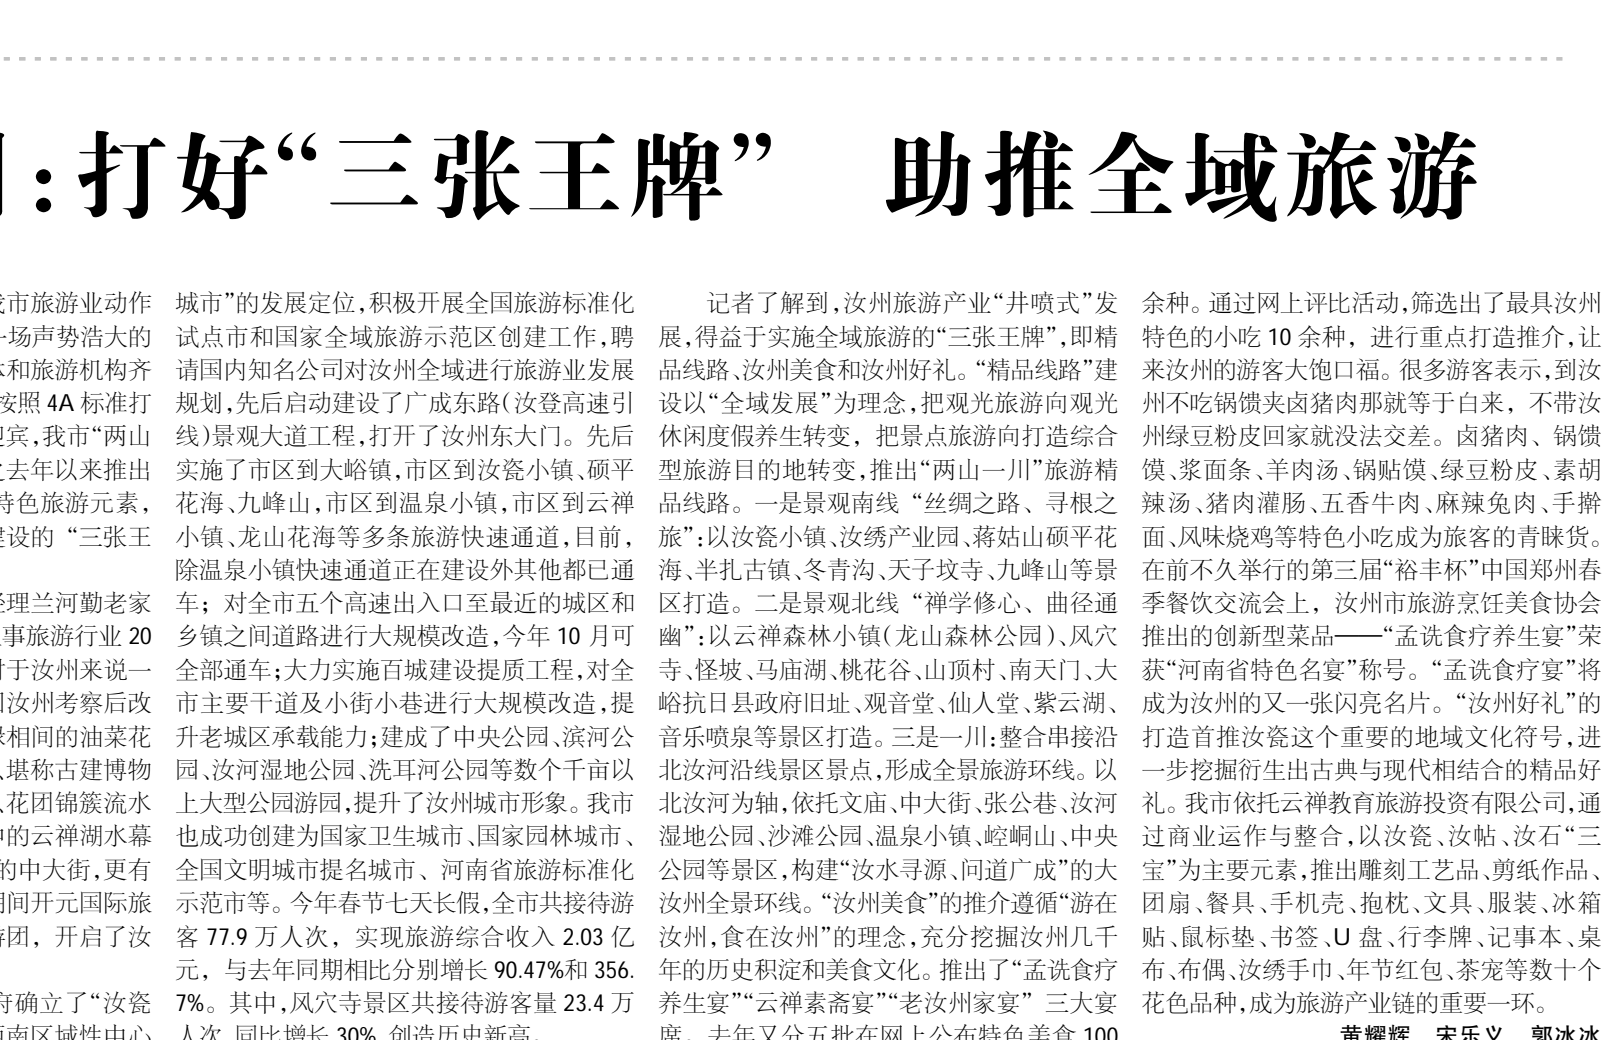 :打好“三张王牌” 助推全域旅游
市旅游业动作
场声势浩大的
和旅游机构齐
按照 4A 标准打
宾,我市“两山
去年以来推出
特色旅游元素,
建设的 “三张王
经理兰河勤老家
事旅游行业 20
于汝州来说一
汝州考察后改
相间的油菜花
、堪称古建博物
、花团锦簇流水
中的云禅湖水幕
的中大街,更有
期间开元国际旅
游团, 开启了汝
府确立了“汝瓷
西南区域性中心
城市”的发展定位,积极开展全国旅游标准化
试点市和国家全域旅游示范区创建工作,聘
请国内知名公司对汝州全域进行旅游业发展
规划,先后启动建设了广成东路(汝登高速引
线)景观大道工程,打开了汝州东大门。先后
实施了市区到大峪镇,市区到汝瓷小镇、硕平
花海、九峰山,市区到温泉小镇,市区到云禅
小镇、龙山花海等多条旅游快速通道,目前,
除温泉小镇快速通道正在建设外其他都已通
车; 对全市五个高速出入口至最近的城区和
乡镇之间道路进行大规模改造,今年 10 月可
全部通车;大力实施百城建设提质工程,对全
市主要干道及小街小巷进行大规模改造,提
升老城区承载能力;建成了中央公园、滨河公
园、汝河湿地公园、洗耳河公园等数个千亩以
上大型公园游园,提升了汝州城市形象。我市
也成功创建为国家卫生城市、国家园林城市、
全国文明城市提名城市、河南省旅游标准化
示范市等。今年春节七天长假,全市共接待游
客 77.9 万人次, 实现旅游综合收入 2.03 亿
元, 与去年同期相比分别增长 90.47%和 356.
7%。其中,风穴寺景区共接待游客量 23.4 万
人次,同比增长 30%,创造历史新高。
记者了解到,汝州旅游产业“井喷式”发
展,得益于实施全域旅游的“三张王牌”,即精
品线路、汝州美食和汝州好礼。“精品线路”建
设以“全域发展”为理念,把观光旅游向观光
休闲度假养生转变, 把景点旅游向打造综合
型旅游目的地转变,推出“两山一川”旅游精
品线路。一是景观南线 “丝绸之路、寻根之
旅”:以汝瓷小镇、汝绣产业园、蒋姑山硕平花
海、半扎古镇、冬青沟、天子坟寺、九峰山等景
区打造。二是景观北线 “禅学修心、曲径通
幽”:以云禅森林小镇(龙山森林公园)、风穴
寺、怪坡、马庙湖、桃花谷、山顶村、南天门、大
峪抗日县政府旧址、观音堂、仙人堂、紫云湖、
音乐喷泉等景区打造。三是一川:整合串接沿
北汝河沿线景区景点,形成全景旅游环线。以
北汝河为轴,依托文庙、中大街、张公巷、汝河
湿地公园、沙滩公园、温泉小镇、崆峒山、中央
公园等景区,构建“汝水寻源、问道广成”的大
汝州全景环线。“汝州美食”的推介遵循“游在
汝州,食在汝州”的理念,充分挖掘汝州几千
年的历史积淀和美食文化。推出了“孟诜食疗
养生宴”“云禅素斋宴”“老汝州家宴” 三大宴
席。去年又分五批在网上公布特色美食 100
余种。通过网上评比活动,筛选出了最具汝州
特色的小吃 10 余种, 进行重点打造推介,让
来汝州的游客大饱口福。很多游客表示,到汝
州不吃锅馈夹卤猪肉那就等于白来, 不带汝
州绿豆粉皮回家就没法交差。卤猪肉、锅馈
馍、浆面条、羊肉汤、锅贴馍、绿豆粉皮、素胡
辣汤、猪肉灌肠、五香牛肉、麻辣兔肉、手擀
面、风味烧鸡等特色小吃成为旅客的青睐货。
在前不久举行的第三届“裕丰杯”中国郑州春
季餐饮交流会上, 汝州市旅游烹饪美食协会
推出的创新型菜品——“孟诜食疗养生宴”荣
获“河南省特色名宴”称号。“孟诜食疗宴”将
成为汝州的又一张闪亮名片。“汝州好礼”的
打造首推汝瓷这个重要的地域文化符号,进
一步挖掘衍生出古典与现代相结合的精品好
礼。我市依托云禅教育旅游投资有限公司,通
过商业运作与整合,以汝瓷、汝帖、汝石“三
宝”为主要元素,推出雕刻工艺品、剪纸作品、
团扇、餐具、手机壳、抱枕、文具、服装、冰箱
贴、鼠标垫、书签、U 盘、行李牌、记事本、桌
布、布偶、汝绣手巾、年节红包、茶宠等数十个
花色品种,成为旅游产业链的重要一环。
黄耀辉 宋乐义 郭冰冰